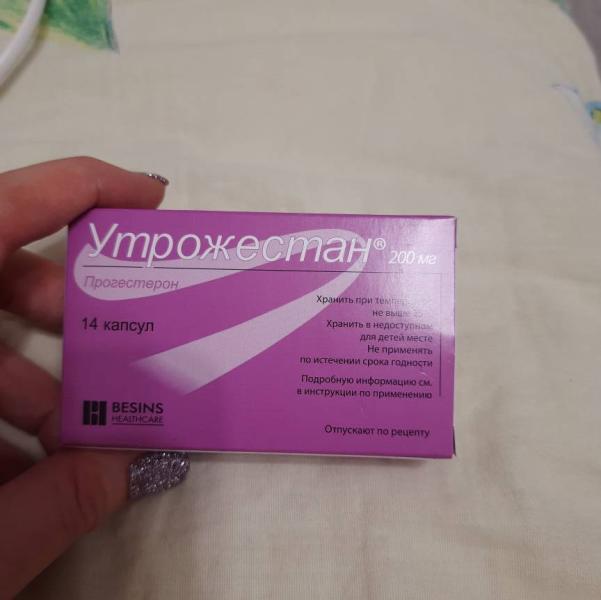 Утрожестан® 200 мг
Прогестерон
14 капсул
Хранить при
не выше
Хранить в недоступном
для детей месте
Не применять
по истечении срока годности
Подробную информацию см.
в инструкции по применению
BESINS
HEALTHCARE
Отпускают по рецепту